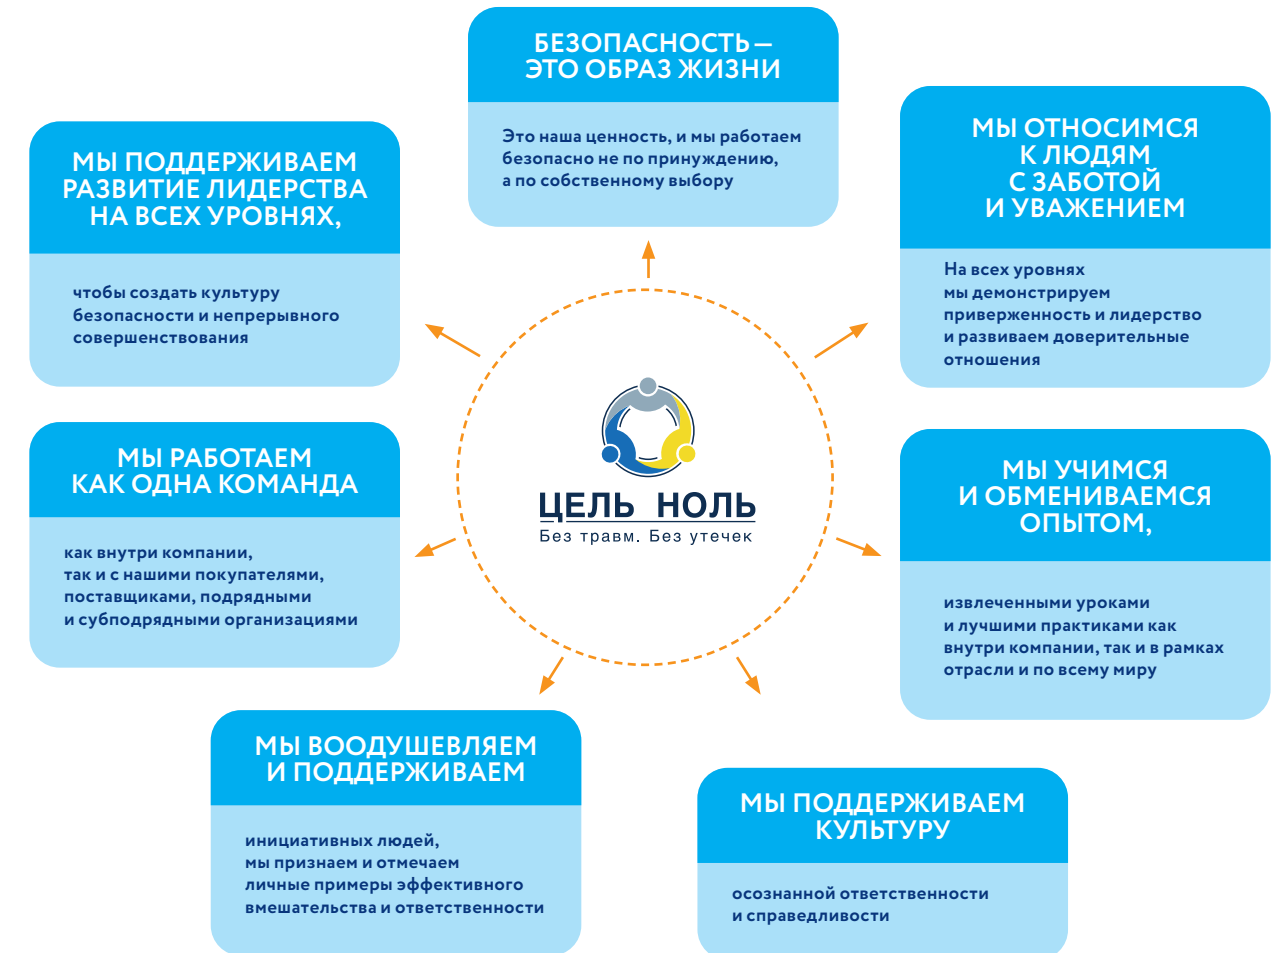 БЕЗОПАСНОСТЬ —
ЭТО ОБРАЗ ЖИЗНИ
Это наша ценность, и мы работаем
безопасно не по принуждению,
а по собственному выбору
МЫ ОТНОСИМСЯ
К ЛЮДЯМ
С ЗАБОТОЙ
И УВАЖЕНИЕМ
На всех уровнях
мы демонстрируем
приверженность и лидерство
и развиваем доверительные
отношения
МЫ УЧИМСЯ
И ОБМЕНИВАЕМСЯ
ОПЫТОМ,
извлеченными уроками
и лучшими практиками как
внутри компании, так и в рамках
отрасли и по всему миру
МЫ ПОДДЕРЖИВАЕМ
КУЛЬТУРУ
осознанной ответственности
и справедливости
МЫ ВООДУШЕВЛЯЕМ
И ПОДДЕРЖИВАЕМ
инициативных людей,
мы признаем и отмечаем
личные примеры эффективного
вмешательства и ответственности
МЫ РАБОТАЕМ
КАК ОДНА КОМАНДА
как внутри компании,
так и с нашими покупателями,
поставщиками, подрядными
и субподрядными организациями
МЫ ПОДДЕРЖИВАЕМ
РАЗВИТИЕ ЛИДЕРСТВА
НА ВСЕХ УРОВНЯХ,
чтобы создать культуру
безопасности и непрерывного
совершенствования
ЦЕЛЬ НОЛЬ
Без травм. Без утечек